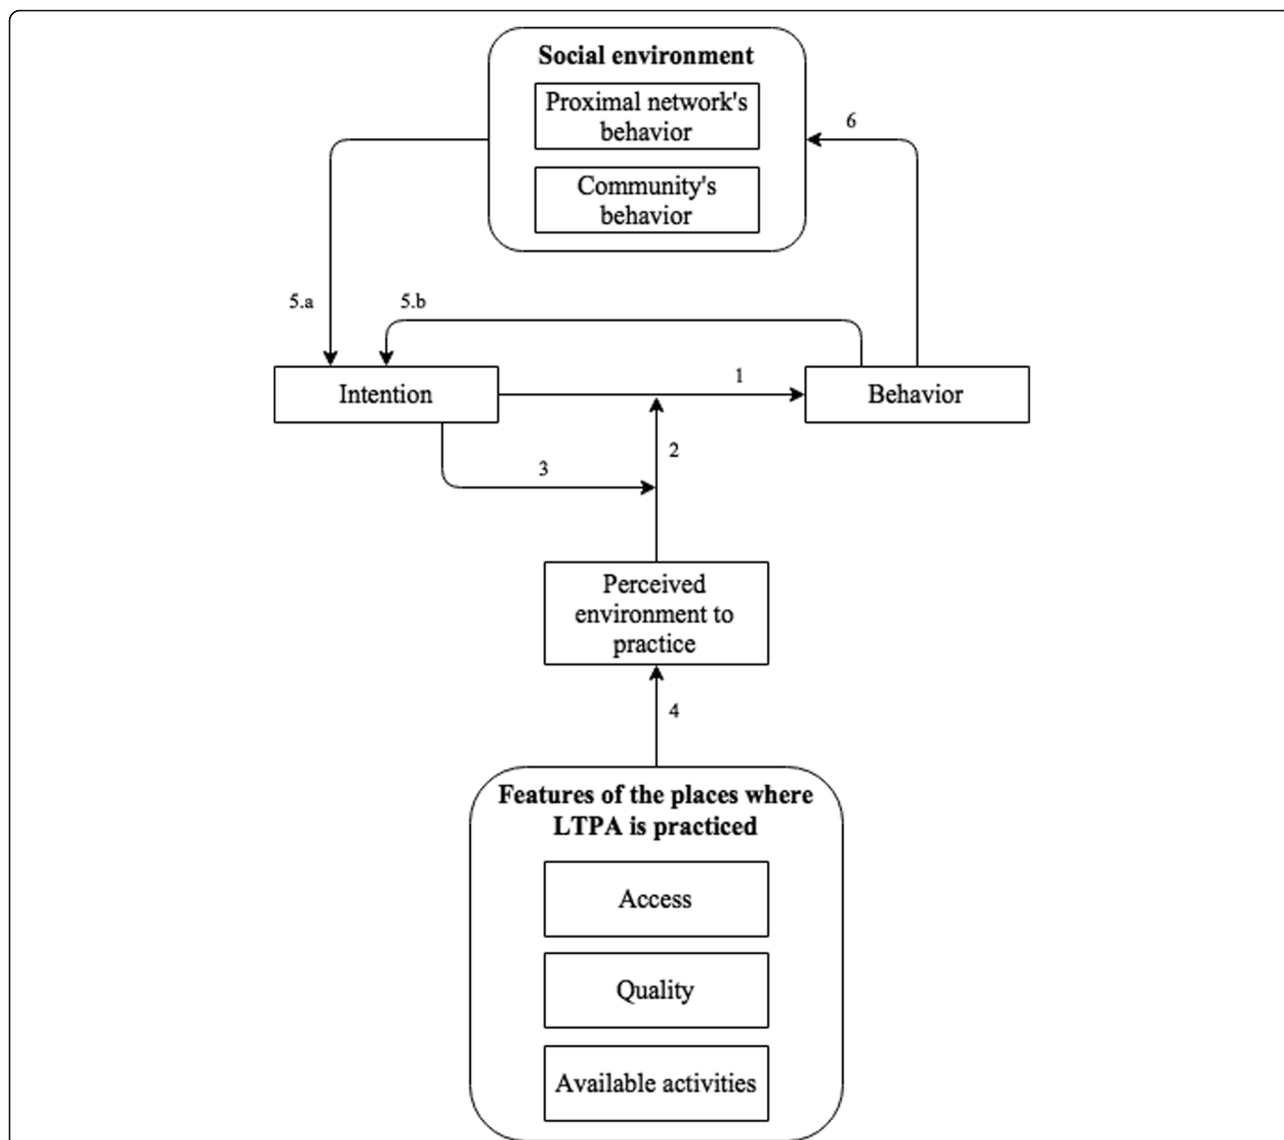 Social environment
Proximal network's
behavior
Community's
behavior
6
5.a
5.b
Intention
1
Behavior
2
3
Perceived
environment to
practice
4
Features of the places where
LTPA is practiced
Access
Quality
Available activities